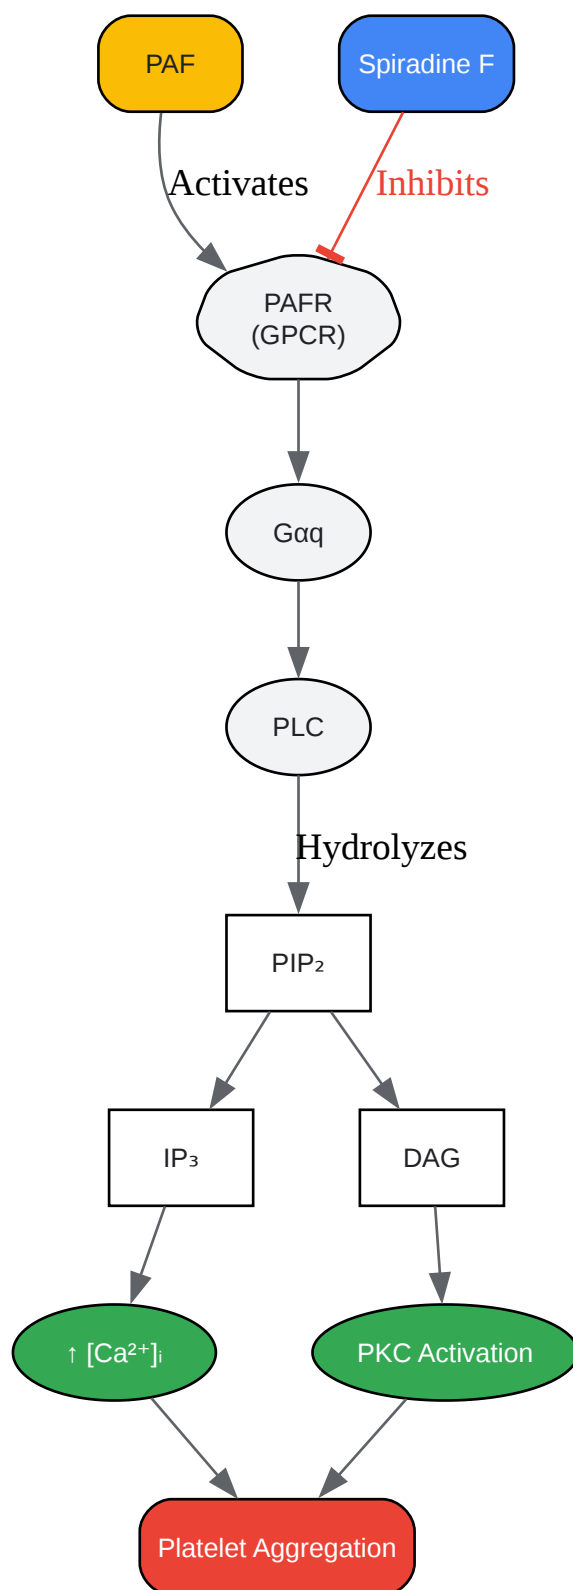 PAF
Spiradine F
Activates
Inhibits
PAFR
(GPCR)
Gαq
PLC
Hydrolyzes
PIP₂
IP₃
DAG
↑ [Ca²⁺]ᵢ
PKC Activation
Platelet Aggregation